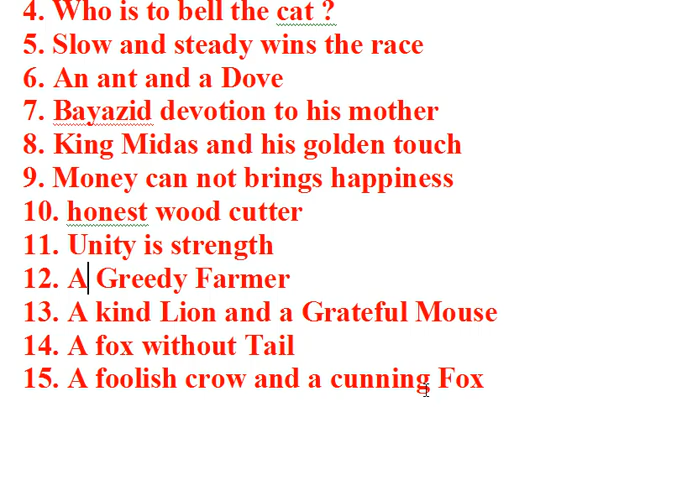 4. Who is to bell the cat ?
5. Slow and steady wins the race
6. An ant and a Dove
7. Bayazid devotion to his mother
8. King Midas and his golden touch
9. Money can not brings happiness
10. honest wood cutter
11. Unity is strength
12. A Greedy Farmer
13. A kind Lion and a Grateful Mouse
14. A fox without Tail
15. A foolish crow and a cunning Fox